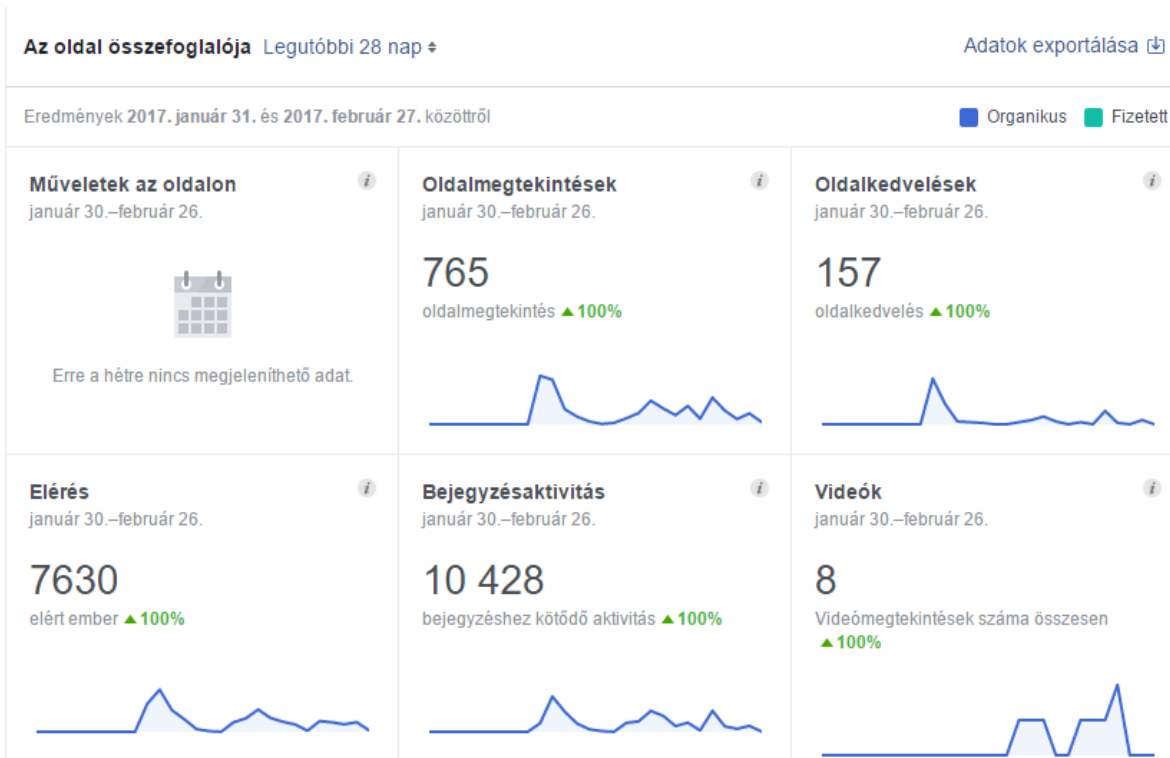 Az oldal összefoglalója Legutóbbi 28 nap
Adatok exportálása
Eredmények 2017. január 31. és 2017. február 27. közöttről
Organikus Fizetett
Műveletek az oldalon
január 30.–február 26.
Erre a hétre nincs megjeleníthető adat.
Oldalmegtekintések
január 30.–február 26.
765
oldalmegtekintés ▲100%
Oldalkedvelések
január 30.–február 26.
157
oldalkedvelés ▲100%
Elérés
január 30.–február 26.
7630
elért ember ▲100%
Bejegyzésaktivitás
január 30.–február 26.
10 428
bejegyzéshez kötődő aktivitás ▲100%
Videók
január 30.–február 26.
8
Videómegtekintések száma összesen
▲100%